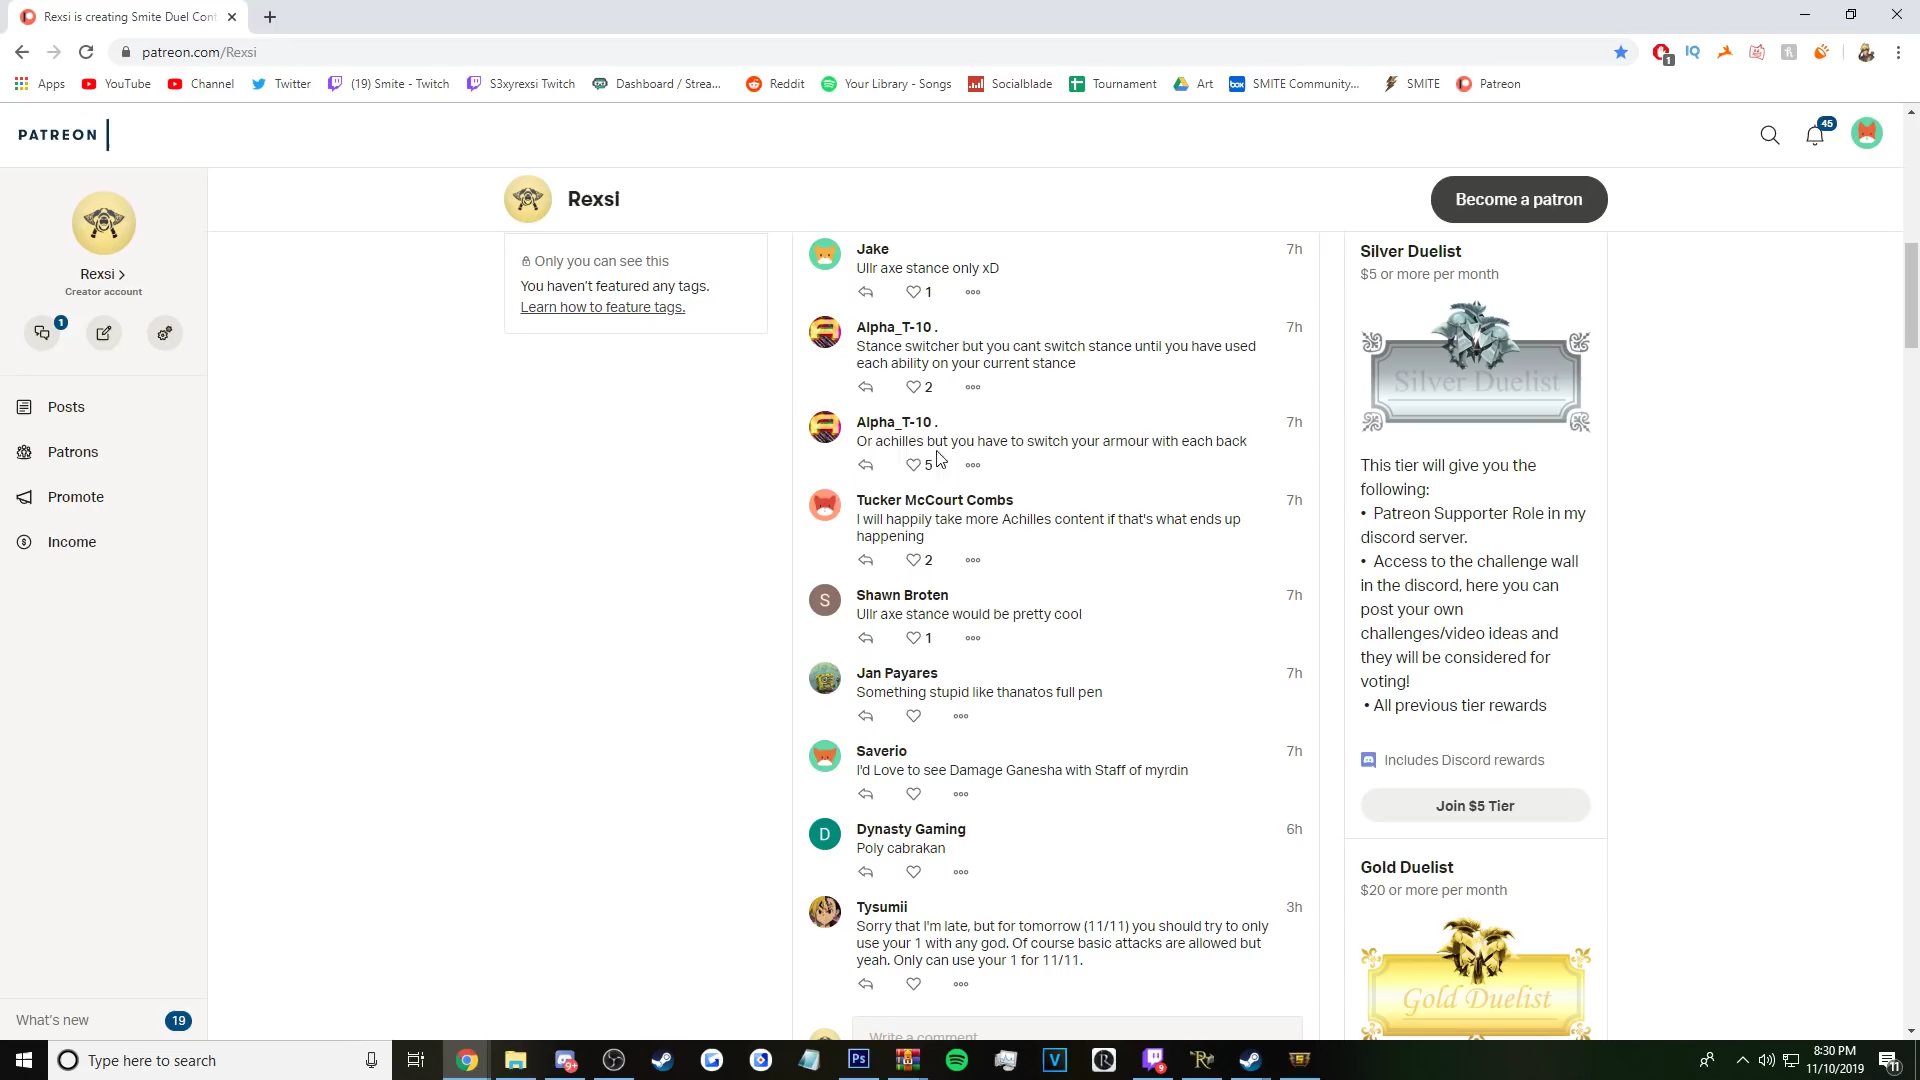 Rexsi is creating Smite Duel Cont
patreon.com/Rexsi
1
Apps
YouTube
Channel
Twitter
(19) Smite - Twitch
S3xyrexsi Twitch
Dashboard / Strea...
Reddit
Your Library - Songs
Socialblade
Tournament
Art
SMITE Community...
SMITE
Patreon
PATREON
45
Rexsi
Become a patron
Rexsi
Creator account
1
Posts
Patrons
Promote
Income
What's new
19
Only you can see this
You haven't featured any tags.
Learn how to feature tags.
Jake
7h
Ullr axe stance only xD
1
Alpha_T-10 .
7h
Stance switcher but you cant switch stance until you have used
each ability on your current stance
2
Alpha_T-10 .
7h
Or achilles but you have to switch your armour with each back
5
Tucker McCourt Combs
7h
I will happily take more Achilles content if that's what ends up
happening
2
S
Shawn Broten
7h
Ullr axe stance would be pretty cool
1
Jan Payares
7h
Something stupid like thanatos full pen
Saverio
7h
I'd Love to see Damage Ganesha with Staff of myrdin
D
Dynasty Gaming
6h
Poly cabrakan
Tysumii
3h
Sorry that I'm late, but for tomorrow (11/11) you should try to only
use your 1 with any god. Of course basic attacks are allowed but
yeah. Only can use your 1 for 11/11.
Write a comment
Silver Duelist
$5 or more per month
Silver Duelist
This tier will give you the
following:
• Patreon Supporter Role in my
discord server.
• Access to the challenge wall
in the discord, here you can
post your own
challenges/video ideas and
they will be considered for
voting!
• All previous tier rewards
Includes Discord rewards
Join $5 Tier
Gold Duelist
$20 or more per month
Gold Duelist
Type here to search
8:30 PM
11/10/2019
11